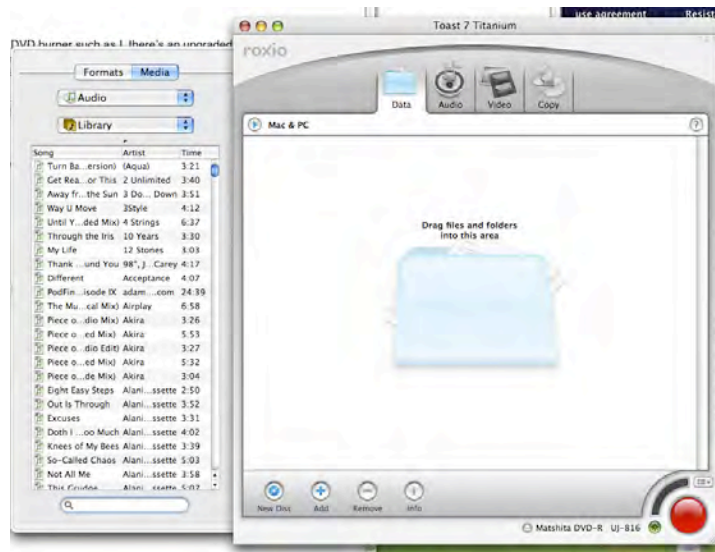 use agreement Resist
DVD burner such as I, there's an upgraded
Toast 7 Titanium
roxio
Formats Media
Audio
Library
Data Audio Video Copy
Mac & PC ?
Song Artist Time
Turn Ba...ersion) (Aqua) 3:21
Get Rea...or This 2 Unlimited 3:40
Away fr...the Sun 3 Do... Down 3:51
Way U Move 3Style 4:12
Until Y...ded Mix) 4 Strings 6:37
Through the Iris 10 Years 3:30
My Life 12 Stones 3:03
Thank ...und You 98°, J...Carey 4:17
Different Acceptance 4:07
PodFin...isode IX adam ...com 24:39
The Mu...cal Mix) Airplay 6:58
Piece o...dio Mix) Akira 3:26
Piece o...ed Mix) Akira 5:53
Piece o...dio Edit) Akira 3:27
Piece o...ed Mix) Akira 5:32
Piece o...de Mix) Akira 3:04
Eight Easy Steps Alani...ssette 2:50
Out Is Through Alani...ssette 3:52
Excuses Alani...ssette 3:31
Doth I ...oo Much Alani...ssette 4:02
Knees of My Bees Alani...ssette 3:39
So-Called Chaos Alani...ssette 5:03
Not All Me Alani...ssette 3:58
This Grudge Alani...ssette 5:07
Drag files and folders
into this area
New Disc Add Remove Info
Matshita DVD-R UJ-816